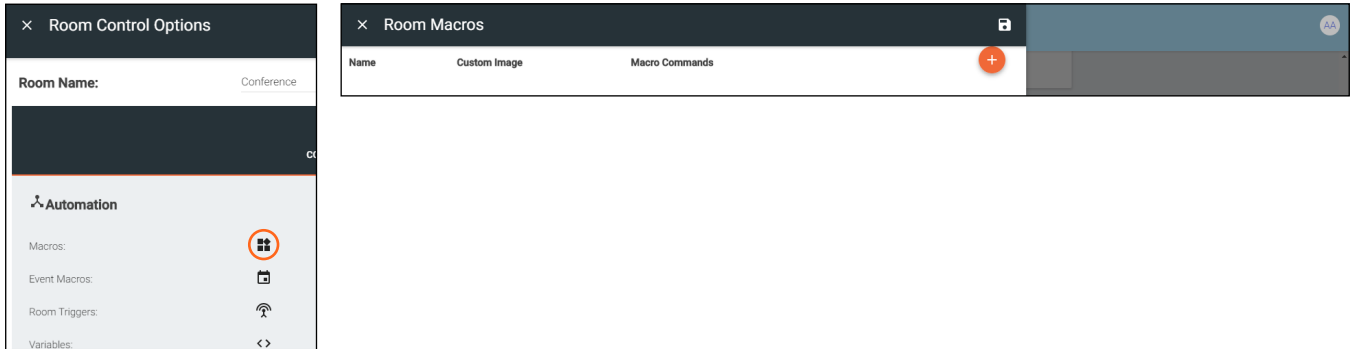 × Room Control Options
Room Name: Conference
CO
Automation
Macros:
Event Macros:
Room Triggers:
Variables:
× Room Macros
AA
Name Custom Image Macro Commands